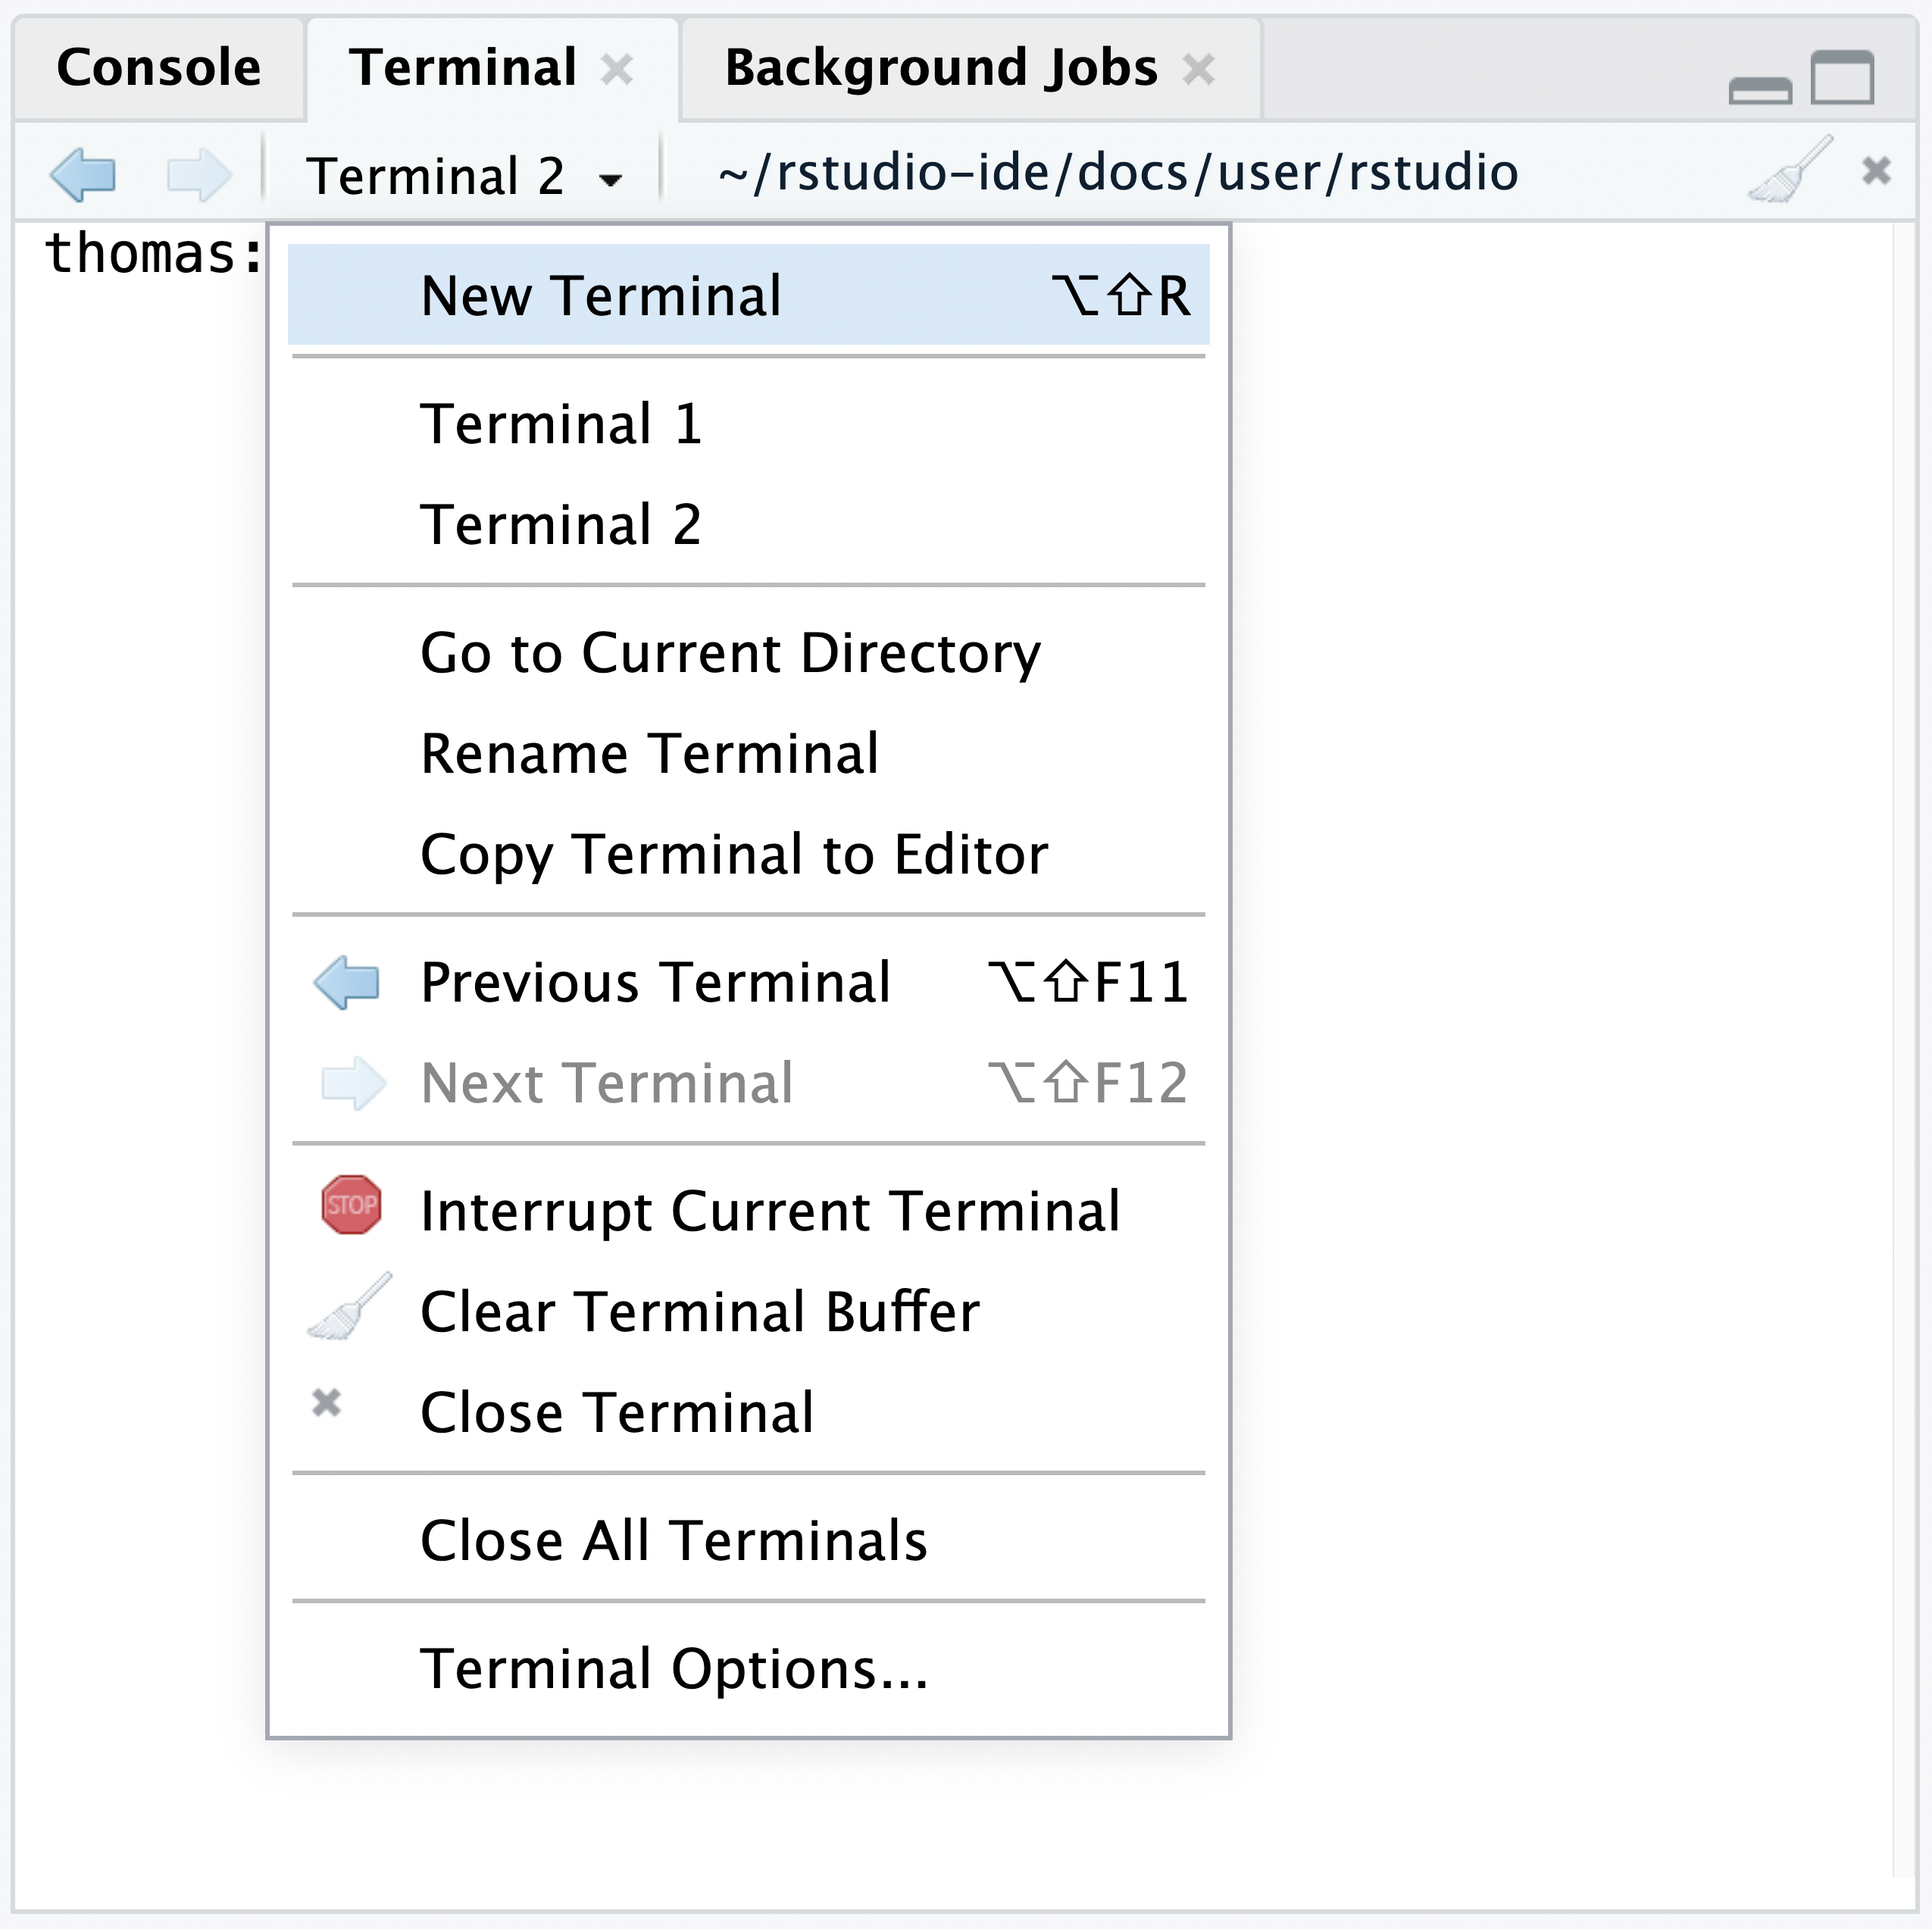 Console Terminal Background Jobs
Terminal 2 ~/rstudio-ide/docs/user/rstudio
thomas:
New Terminal ⌥⇧R
Terminal 1
Terminal 2
Go to Current Directory
Rename Terminal
Copy Terminal to Editor
Previous Terminal ⌥⇧F11
Next Terminal ⌥⇧F12
STOP Interrupt Current Terminal
Clear Terminal Buffer
Close Terminal
Close All Terminals
Terminal Options...